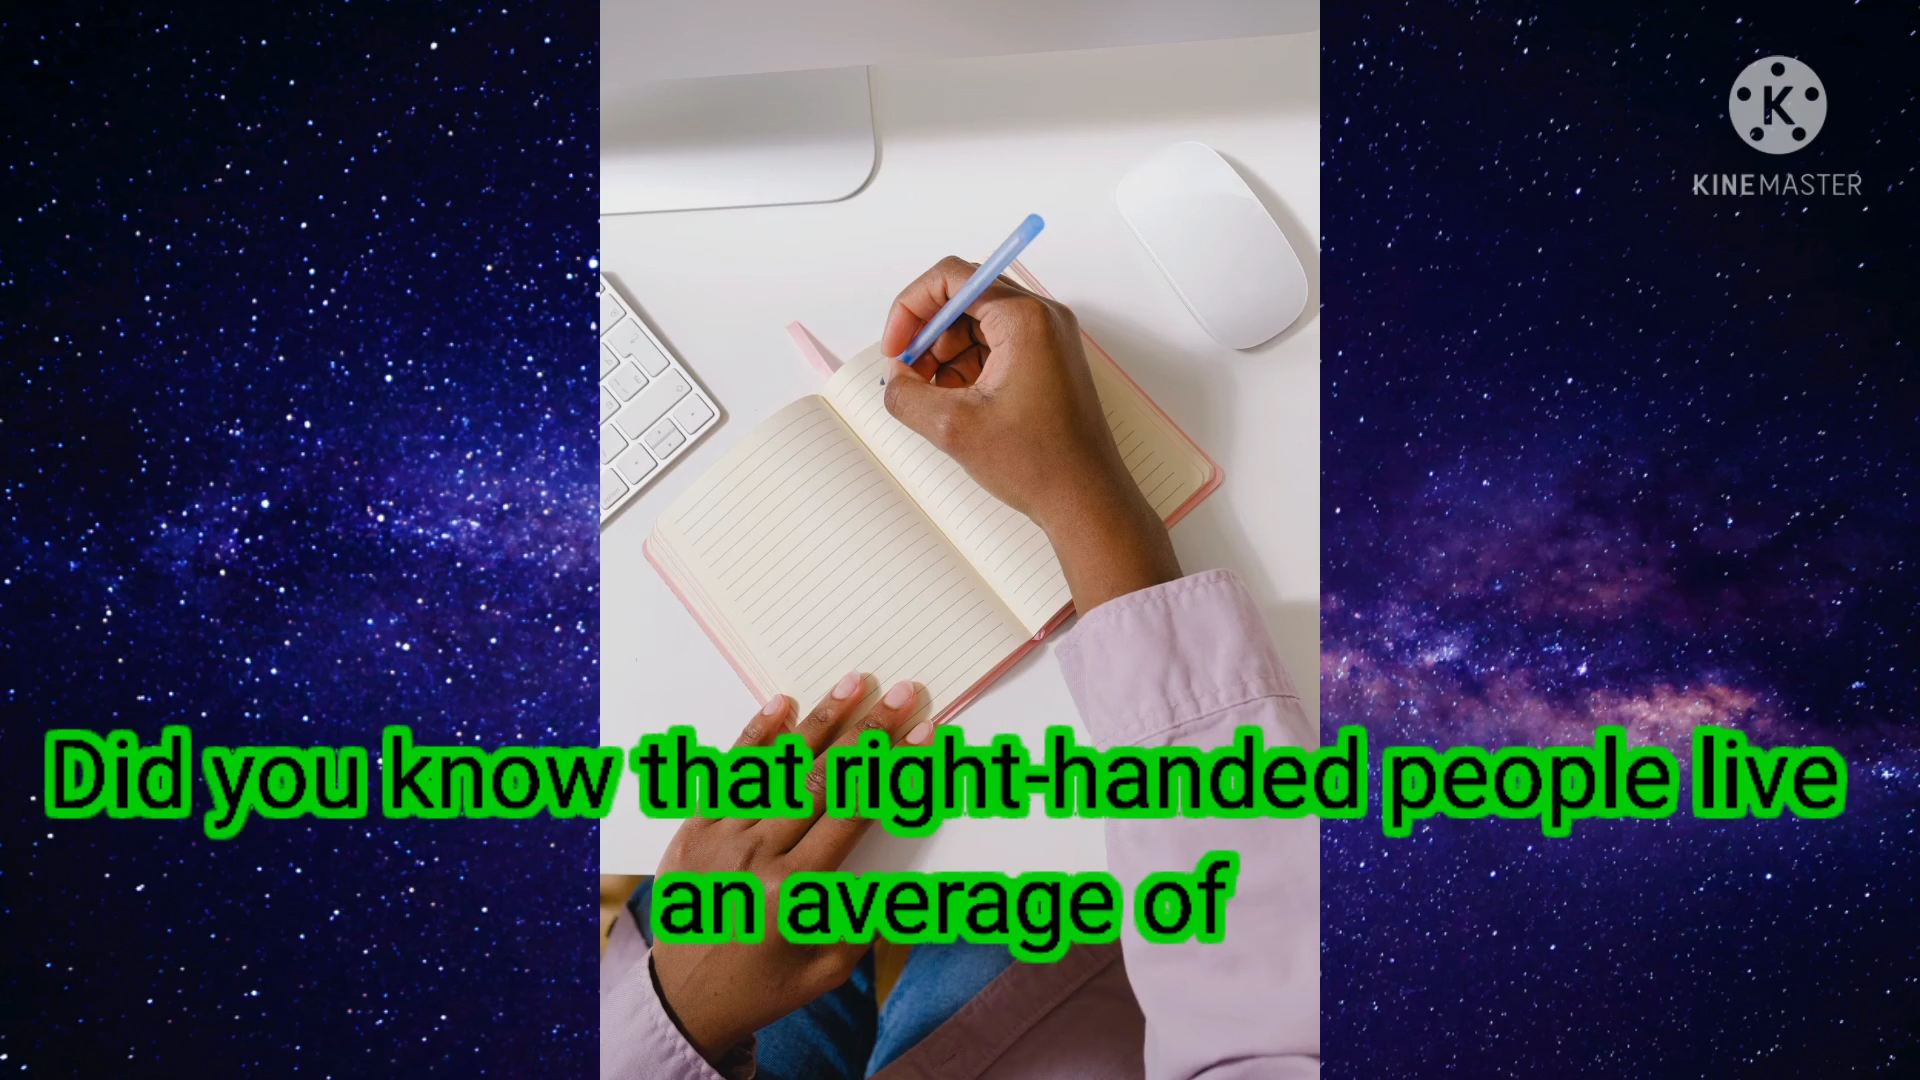 K
KINEMASTER
Did you know that right-handed people live
an average of